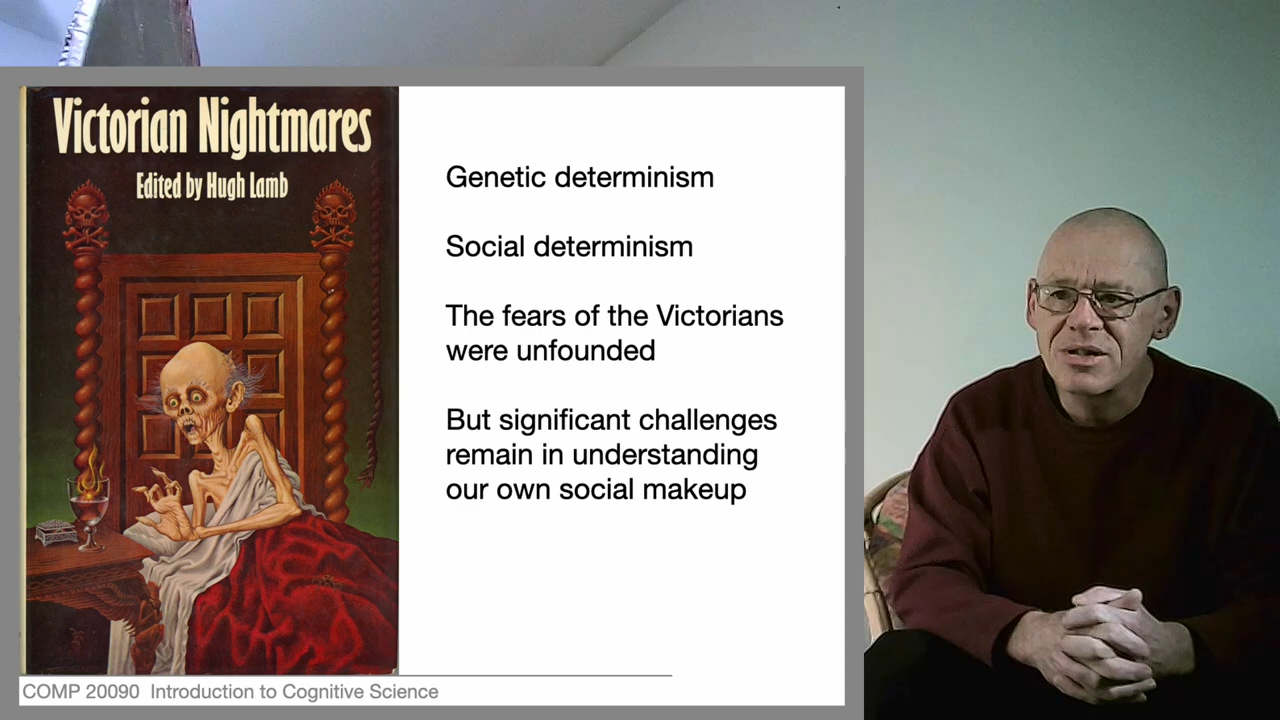 Victorian Nightmares
Edited by Hugh Lamb
Genetic determinism
Social determinism
The fears of the Victorians
were unfounded
But significant challenges
remain in understanding
our own social makeup
COMP 20090 Introduction to Cognitive Science